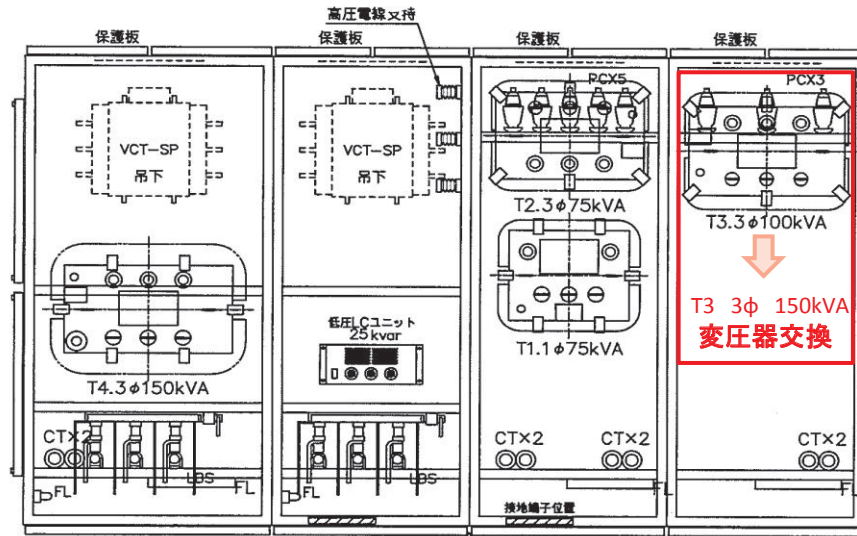 高圧電線支持
保護板
保護板
保護板
保護板
VCT-SP
吊下
VCT-SP
吊下
PCX5
T2.3φ75kVA
PCX3
T3.3φ100kVA
T3 3φ 150kVA
変圧器交換
T4.3φ150kVA
低圧LCユニット
25kvar
T1.1φ75kVA
CT×2
LBS
FL
FL
LBS
FL
CT×2
CT×2
FL
CT×2
FL
接地端子位置